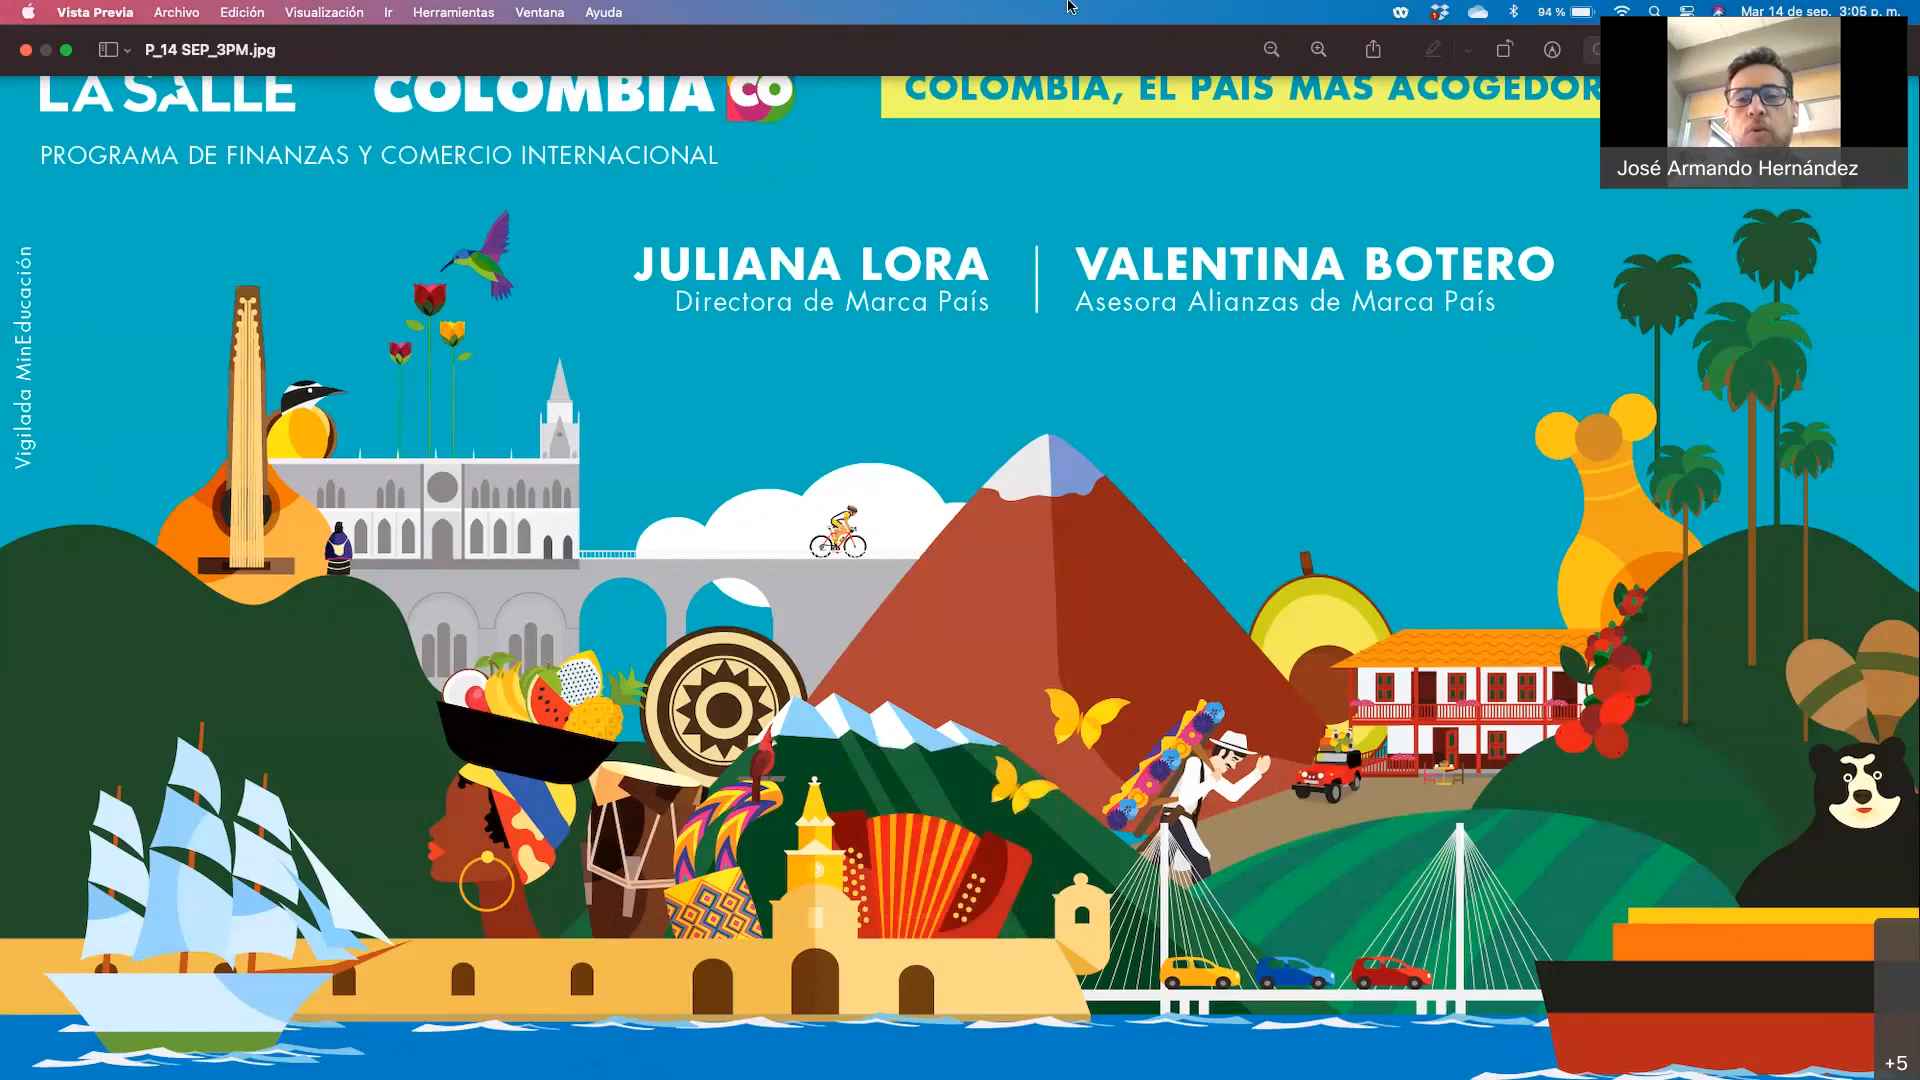 Vista Previa Archivo Edición Visualización Ir Herramientas Ventana Ayuda
94 % Mar 14 de sep. 3:05 p. m.
P_14 SEP_3PM.jpg
LA SALLE COLOMBIA CO
COLOMBIA, EL PAÍS MÁS ACOGEDOR
PROGRAMA DE FINANZAS Y COMERCIO INTERNACIONAL
José Armando Hernández
Vigilada MinEducación
JULIANA LORA
Directora de Marca País
VALENTINA BOTERO
Asesora Alianzas de Marca País
+5